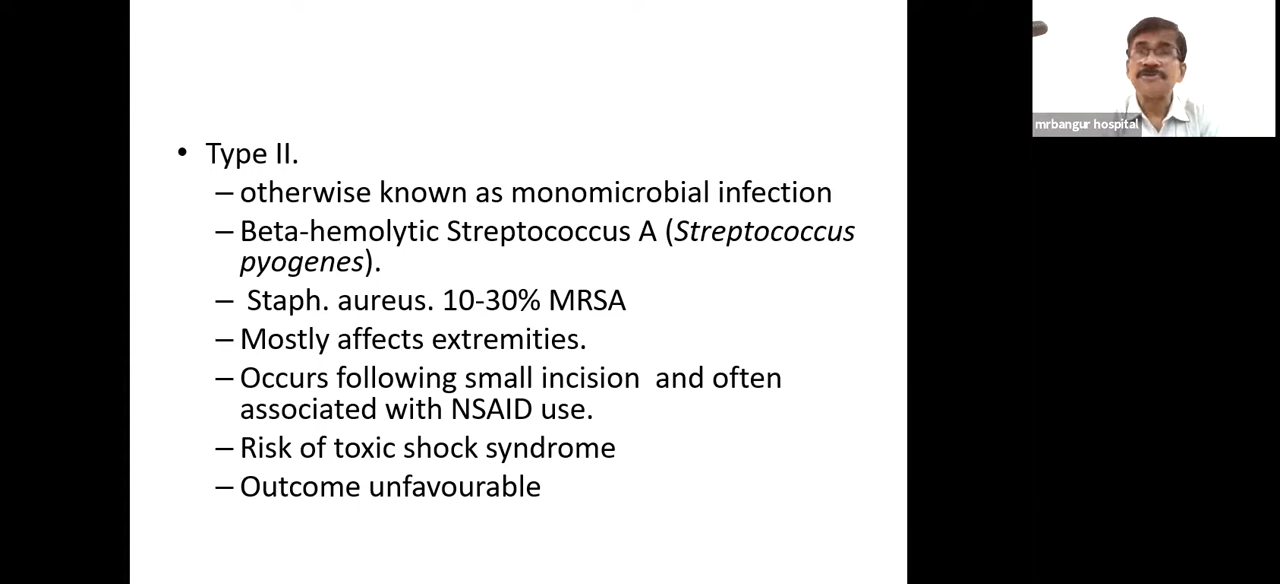 • Type II.
– otherwise known as monomicrobial infection
– Beta-hemolytic Streptococcus A (Streptococcus
pyogenes).
– Staph. aureus. 10-30% MRSA
– Mostly affects extremities.
– Occurs following small incision and often
associated with NSAID use.
– Risk of toxic shock syndrome
– Outcome unfavourable
mrbangur hospital